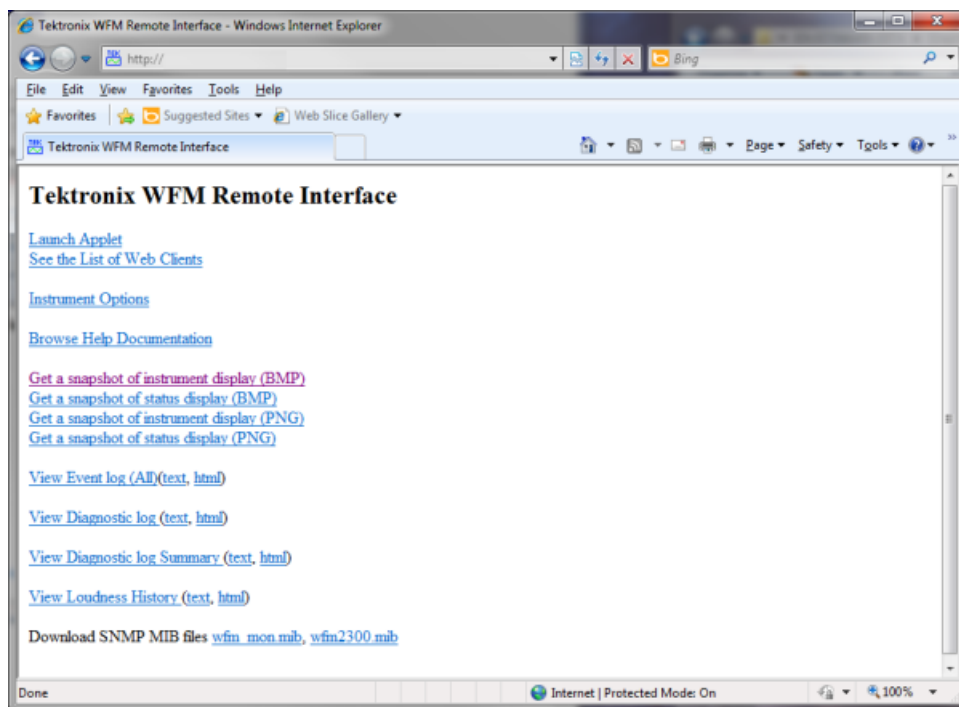 Tektronix WFM Remote Interface - Windows Internet Explorer
http://
Bing
File Edit View Favorites Tools Help
Favorites Suggested Sites Web Slice Gallery
Tektronix WFM Remote Interface Page Safety Tools
Tektronix WFM Remote Interface
Launch Applet
See the List of Web Clients
Instrument Options
Browse Help Documentation
Get a snapshot of instrument display (BMP)
Get a snapshot of status display (BMP)
Get a snapshot of instrument display (PNG)
Get a snapshot of status display (PNG)
View Event log (All)(text, html)
View Diagnostic log (text, html)
View Diagnostic log Summary (text, html)
View Loudness History (text, html)
Download SNMP MIB files wfm_mon.mib, wfm2300.mib
Done Internet | Protected Mode: On 100%